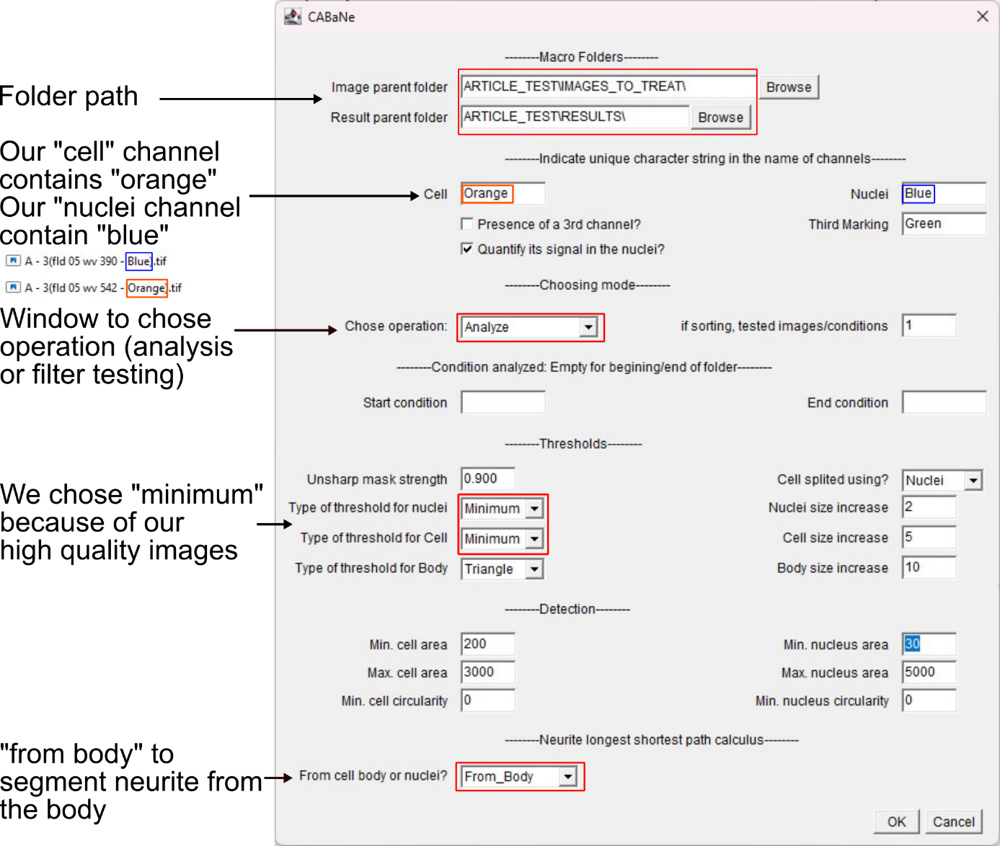 CABaNe
--------Macro Folders--------
Folder path
Image parent folder ARTICLE_TEST\IMAGES_TO_TREAT\ Browse
Result parent folder ARTICLE_TEST\RESULTS\ Browse
Our "cell" channel
contains "orange"
Our "nuclei channel
contain "blue"
--------Indicate unique character string in the name of channels--------
Cell Orange Nuclei Blue
Presence of a 3rd channel? Third Marking Green
Quantify its signal in the nuclei?
A - 3(fld 05 wv 390 - Blue).tif
A - 3(fld 05 wv 542 - Orange).tif
--------Choosing mode--------
Window to chose
operation (analysis
or filter testing)
Chose operation: Analyze if sorting, tested images/conditions 1
--------Condition analyzed: Empty for begining/end of folder--------
Start condition End condition
--------Thresholds--------
We chose "minimum"
because of our
high quality images
Unsharp mask strength 0.900 Cell splited using? Nuclei
Type of threshold for nuclei Minimum Nuclei size increase 2
Type of threshold for Cell Minimum Cell size increase 5
Type of threshold for Body Triangle Body size increase 10
--------Detection--------
Min. cell area 200 Min. nucleus area 30
Max. cell area 3000 Max. nucleus area 5000
Min. cell circularity 0 Min. nucleus circularity 0
--------Neurite longest shortest path calculus--------
"from body" to
segment neurite from
the body
From cell body or nuclei? From_Body
OK Cancel